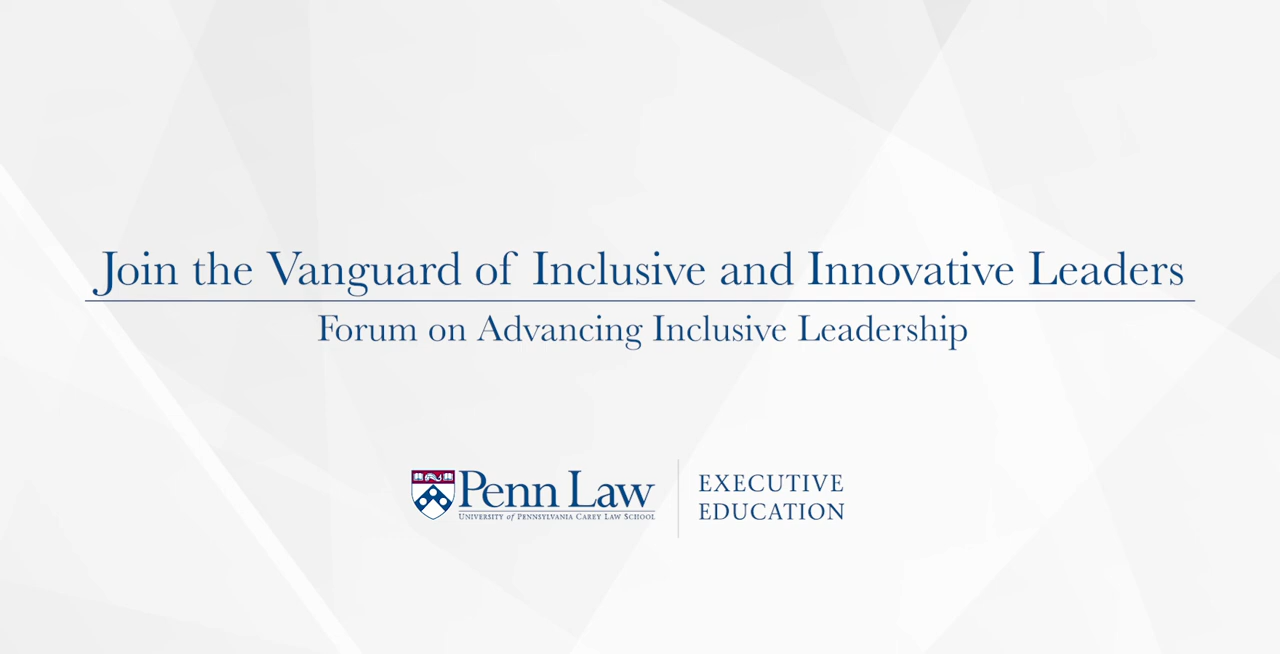 Join the Vanguard of Inclusive and Innovative Leaders
Forum on Advancing Inclusive Leadership
Penn Law
UNIVERSITY of PENNSYLVANIA CAREY LAW SCHOOL
EXECUTIVE
EDUCATION